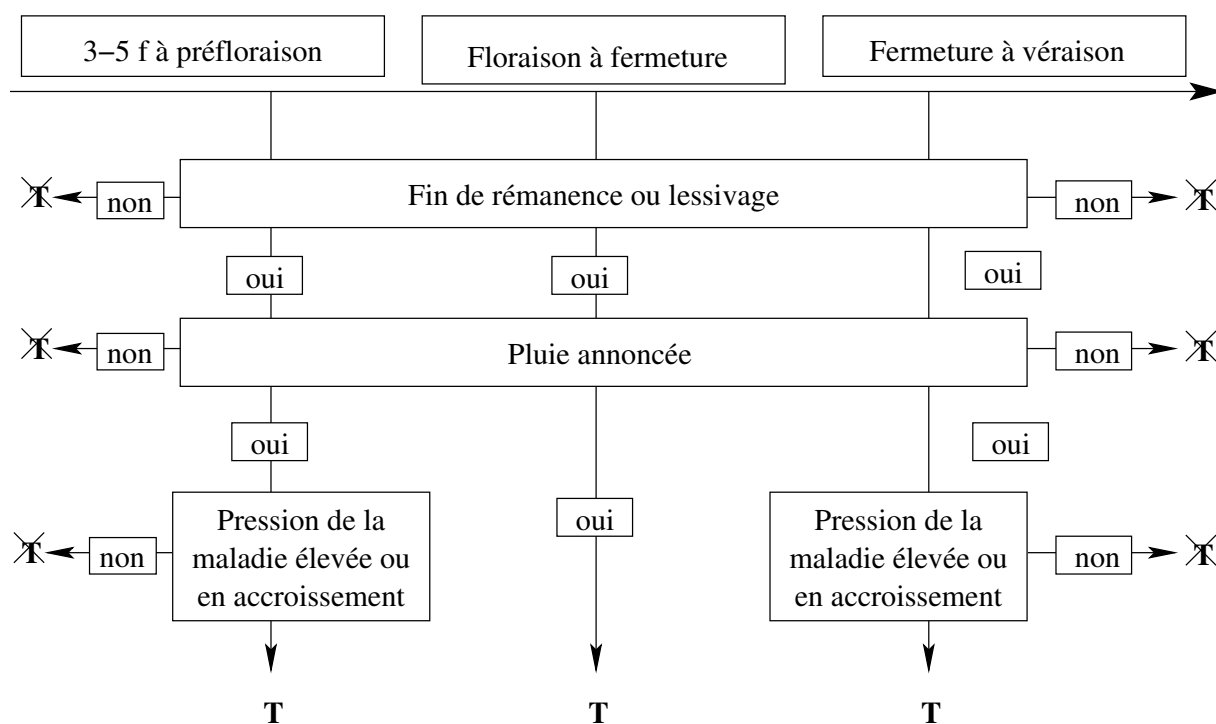 3–5 f à préfloraison
Floraison à fermeture
Fermeture à véraison
T
non
Fin de rémanence ou lessivage
non
T
oui
oui
oui
T
non
Pluie annoncée
non
T
oui
oui
oui
T
non
Pression de la
maladie élevée ou
en accroissement
Pression de la
maladie élevée ou
en accroissement
non
T
T
T
T